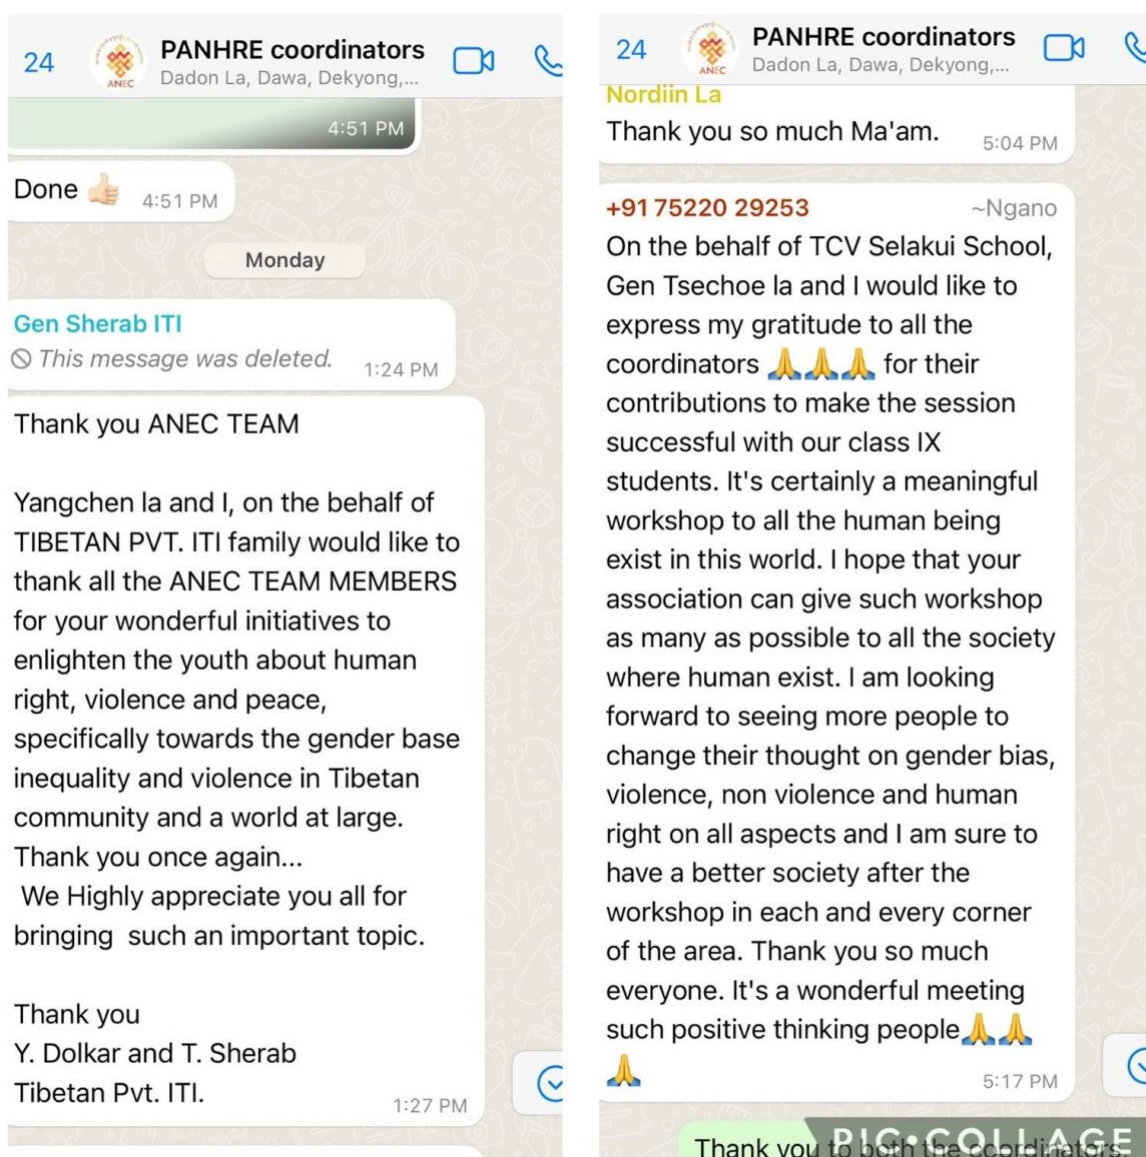 24
ANEC
PANHRE coordinators
Dadon La, Dawa, Dekyong,...
4:51 PM
Done 👍🏻 4:51 PM
Monday
Gen Sherab ITI
This message was deleted. 1:24 PM
Thank you ANEC TEAM
Yangchen la and I, on the behalf of
TIBETAN PVT. ITI family would like to
thank all the ANEC TEAM MEMBERS
for your wonderful initiatives to
enlighten the youth about human
right, violence and peace,
specifically towards the gender base
inequality and violence in Tibetan
community and a world at large.
Thank you once again...
We Highly appreciate you all for
bringing such an important topic.
Thank you
Y. Dolkar and T. Sherab
Tibetan Pvt. ITI.
1:27 PM
24
ANEC
PANHRE coordinators
Dadon La, Dawa, Dekyong,...
Nordiin La
Thank you so much Ma'am. 5:04 PM
+91 75220 29253 ~Ngano
On the behalf of TCV Selakui School,
Gen Tsechoe la and I would like to
express my gratitude to all the
coordinators 🙏🙏🙏 for their
contributions to make the session
successful with our class IX
students. It's certainly a meaningful
workshop to all the human being
exist in this world. I hope that your
association can give such workshop
as many as possible to all the society
where human exist. I am looking
forward to seeing more people to
change their thought on gender bias,
violence, non violence and human
right on all aspects and I am sure to
have a better society after the
workshop in each and every corner
of the area. Thank you so much
everyone. It's a wonderful meeting
such positive thinking people🙏🙏
🙏
5:17 PM
Thank you to both the coordinators.
PIC•COLLAGE